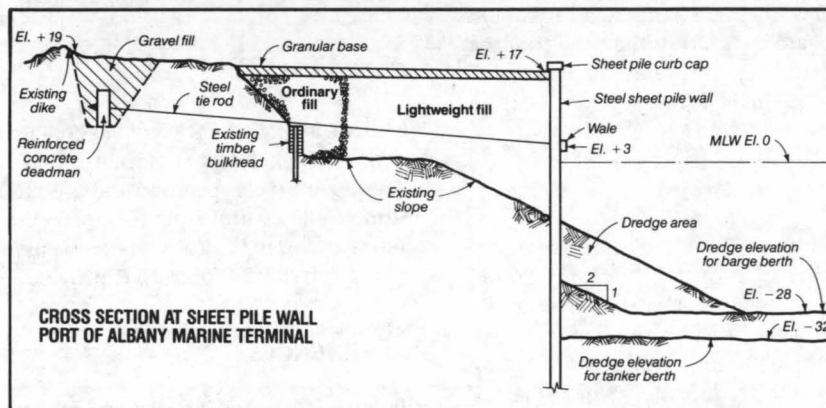 El. +19
Gravel fill
Granular base
El. +17
Sheet pile curb cap
Steel
tie rod
Ordinary
fill
Lightweight fill
Steel sheet pile wall
Existing
dike
Reinforced
concrete
deadman
Existing
timber
bulkhead
Wale
El. +3
MLW El. 0
Existing
slope
Dredge area
Dredge elevation
for barge berth
2
1
El. -28
El. -32
CROSS SECTION AT SHEET PILE WALL
PORT OF ALBANY MARINE TERMINAL
Dredge elevation
for tanker berth